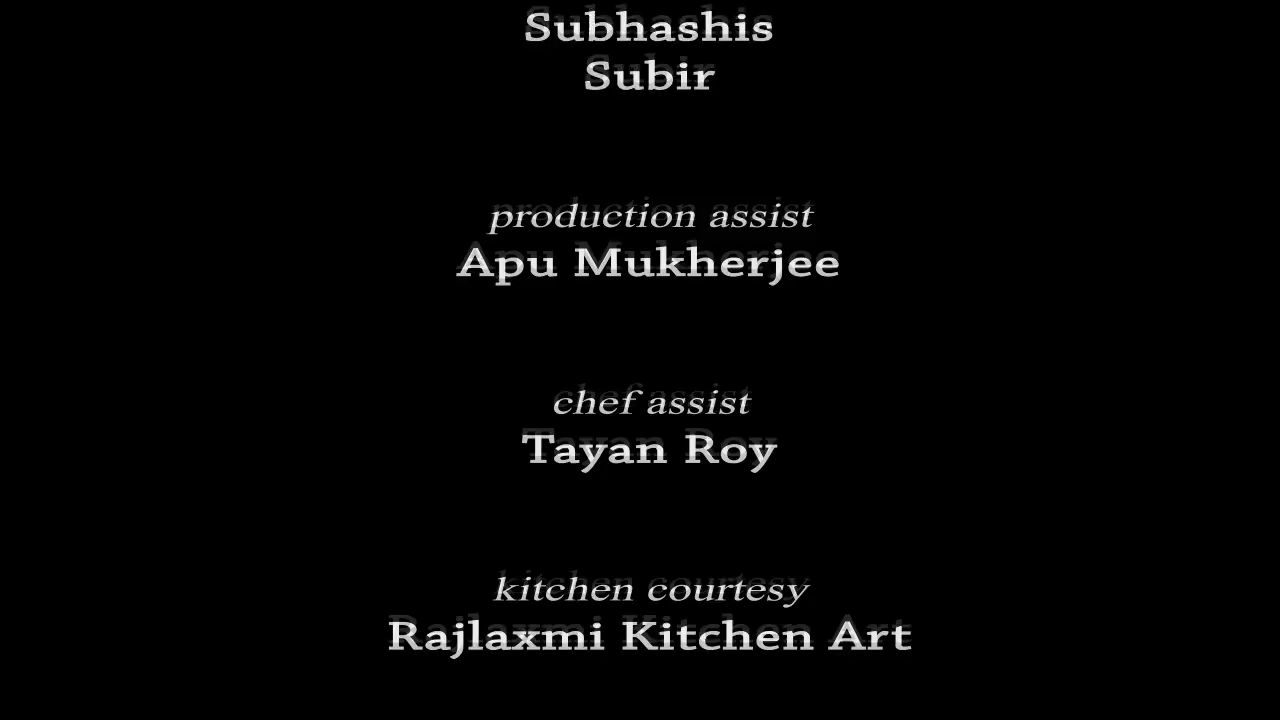 Subhashis
Subir
production assist
Apu Mukherjee
chef assist
Tayan Roy
kitchen courtesy
Rajlaxmi Kitchen Art